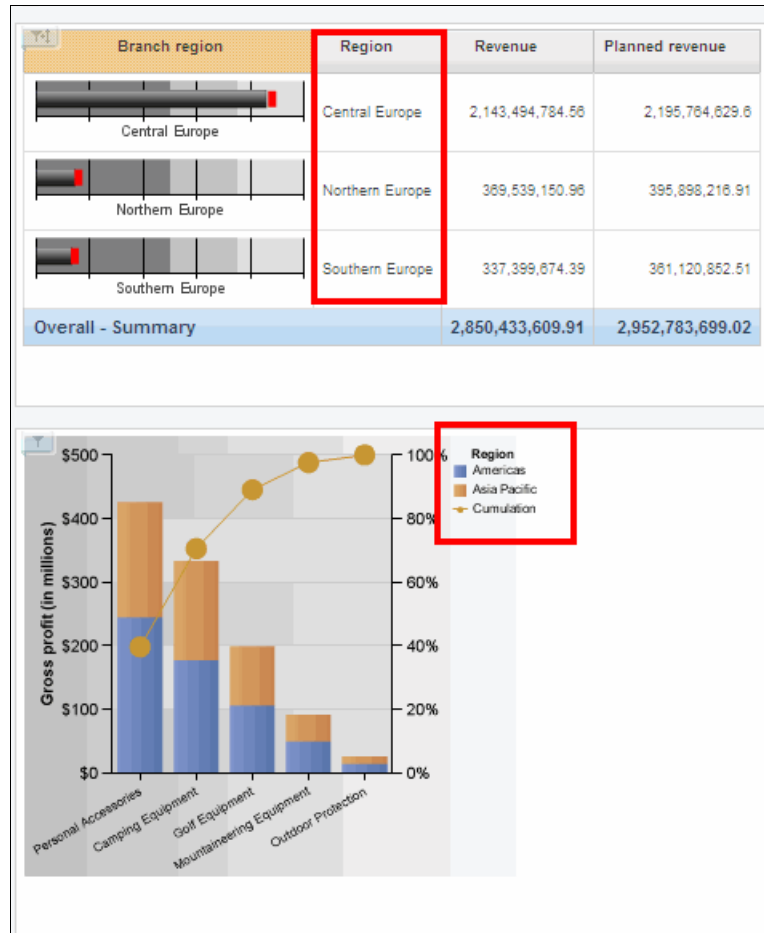 Branch region Region Revenue Planned revenue
Central Europe Central Europe 2,143,494,784.56 2,195,764,629.6
Northern Europe Northern Europe 369,539,150.96 395,898,216.91
Southern Europe Southern Europe 337,399,674.39 361,120,852.51
Overall - Summary 2,850,433,609.91 2,952,783,699.02
Gross profit (in millions)
$500
$400
$300
$200
$100
$0
100%
80%
60%
40%
20%
0%
Region
Americas
Asia Pacific
Cumulation
Personal Accessories
Camping Equipment
Golf Equipment
Mountaineering Equipment
Outdoor Protection